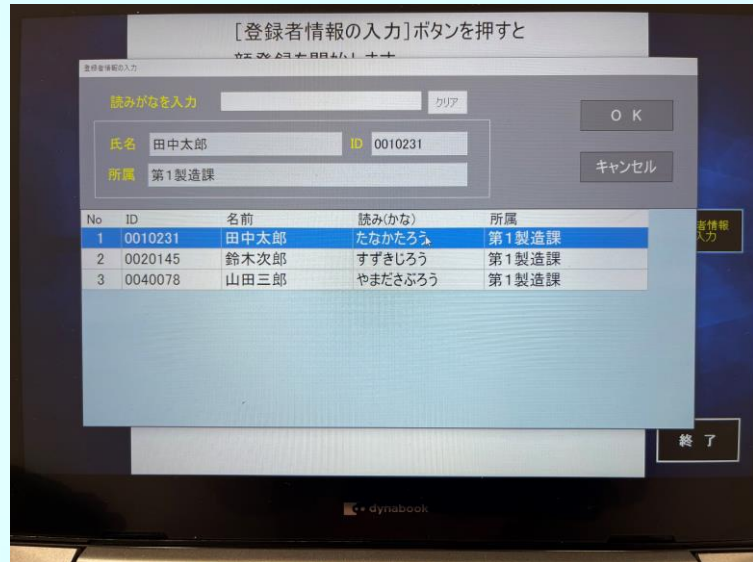 [登録者情報の入力]ボタンを押すと
登録者情報の入力
読みがなを入力 クリア
OK
氏名 田中太郎 ID 0010231
キャンセル
所属 第1製造課
No ID 名前 読み(かな) 所属
1 0010231 田中太郎 たなかたろう 第1製造課
2 0020145 鈴木次郎 すずきじろう 第1製造課
3 0040078 山田三郎 やまださぶろう 第1製造課
者情報
入力
終了
dynabook